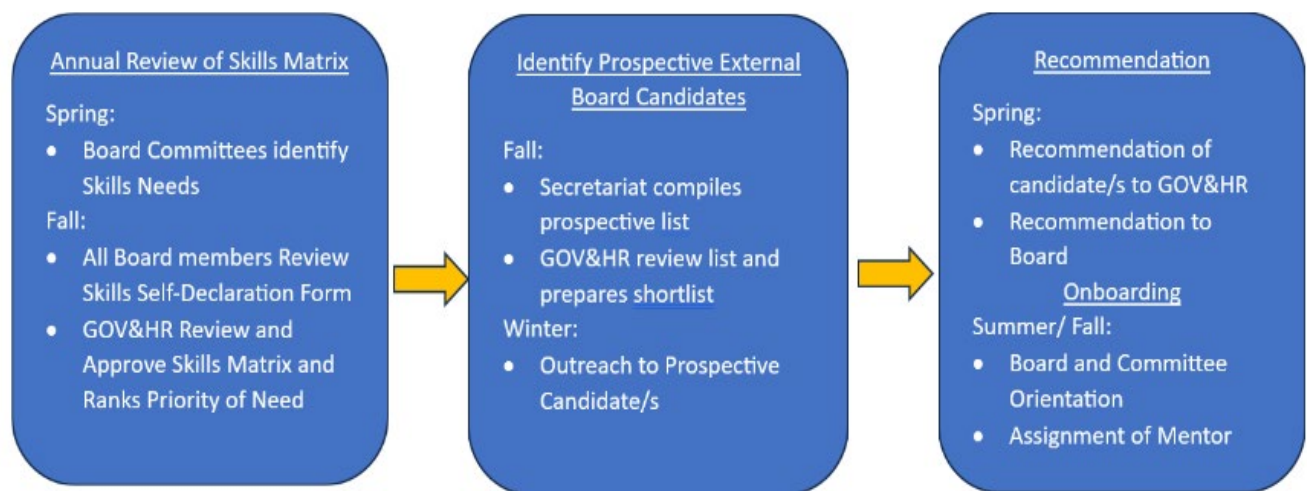 Annual Review of Skills Matrix
Spring:
• Board Committees identify
Skills Needs
Fall:
• All Board members Review
Skills Self-Declaration Form
• GOV&HR Review and
Approve Skills Matrix and
Ranks Priority of Need
Identify Prospective External
Board Candidates
Fall:
• Secretariat compiles
prospective list
• GOV&HR review list and
prepares shortlist
Winter:
• Outreach to Prospective
Candidate/s
Recommendation
Spring:
• Recommendation of
candidate/s to GOV&HR
• Recommendation to
Board
Onboarding
Summer/ Fall:
• Board and Committee
Orientation
• Assignment of Mentor